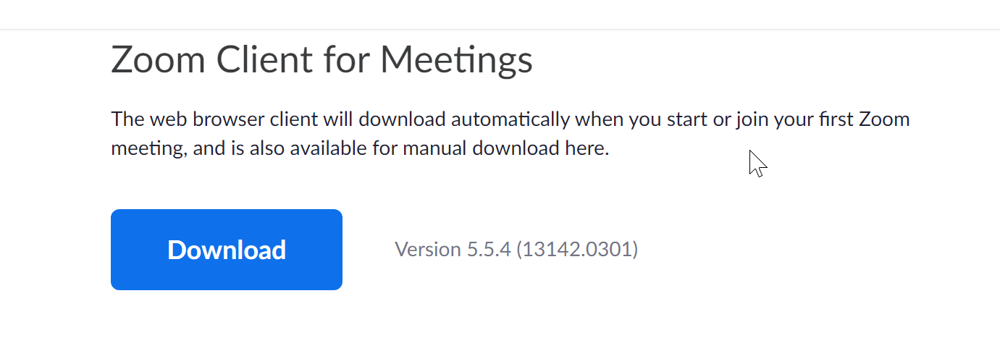 Zoom Client for Meetings
The web browser client will download automatically when you start or join your first Zoom
meeting, and is also available for manual download here.
Download
Version 5.5.4 (13142.0301)